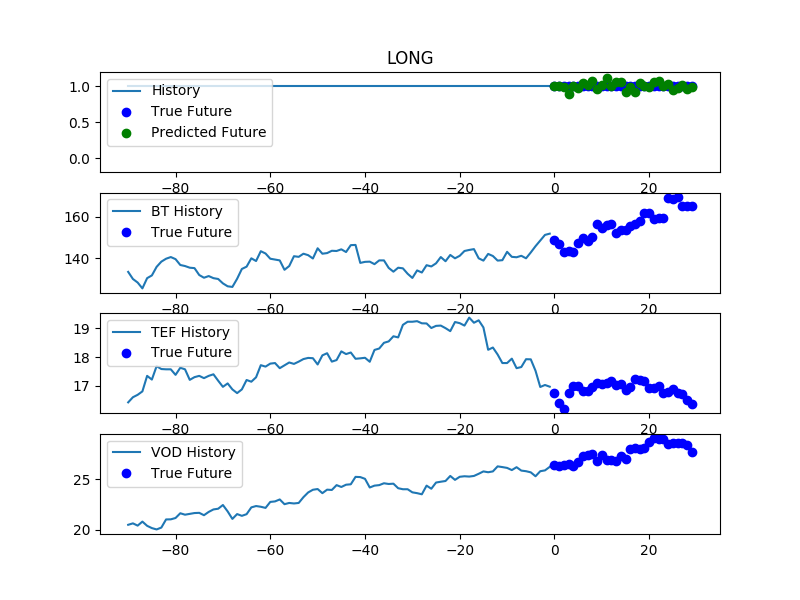 LONG
1.0
0.5
0.0
History
True Future
Predicted Future
−80 −60 −40 −20 0 20
160
140
BT History
True Future
−80 −60 −40 −20 0 20
19
18
17
TEF History
True Future
−80 −60 −40 −20 0 20
25
20
VOD History
True Future
−80 −60 −40 −20 0 20